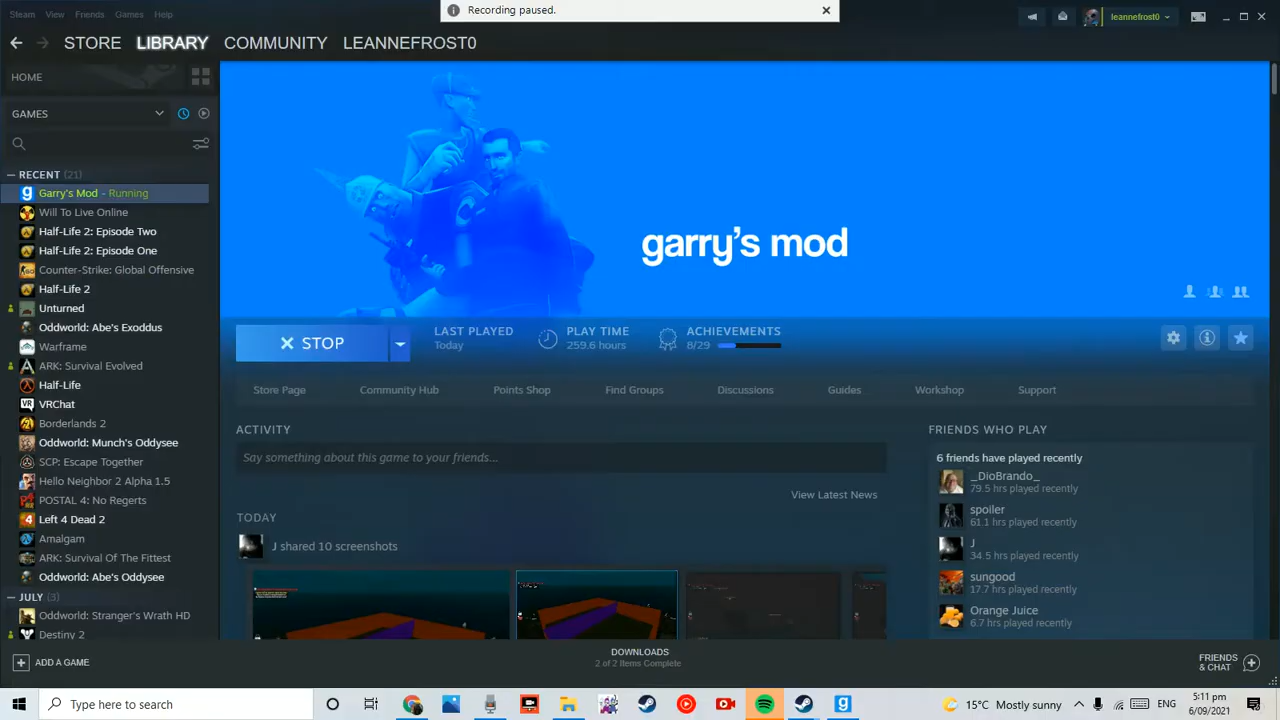 Recording paused.
Steam View Friends Games Help
leannefrost0
STORE LIBRARY COMMUNITY LEANNEFROST0
HOME
GAMES
RECENT (21)
Garry's Mod - Running
Will To Live Online
Half-Life 2: Episode Two
Half-Life 2: Episode One
Counter-Strike: Global Offensive
Half-Life 2
Unturned
Oddworld: Abe's Exoddus
Warframe
ARK: Survival Evolved
Half-Life
VRChat
Borderlands 2
Oddworld: Munch's Oddysee
SCP: Escape Together
Hello Neighbor 2 Alpha 1.5
POSTAL 4: No Regerts
Left 4 Dead 2
Amalgam
ARK: Survival Of The Fittest
Oddworld: Abe's Oddysee
JULY (3)
Oddworld: Stranger's Wrath HD
Destiny 2
garry's mod
STOP
LAST PLAYED
Today
PLAY TIME
259.6 hours
ACHIEVEMENTS
8/29
Store Page Community Hub Points Shop Find Groups Discussions Guides Workshop Support
ACTIVITY
Say something about this game to your friends...
View Latest News
TODAY
J shared 10 screenshots
FRIENDS WHO PLAY
6 friends have played recently
_DioBrando_
79.5 hrs played recently
spoiler
61.1 hrs played recently
J
34.5 hrs played recently
sungood
17.7 hrs played recently
Orange Juice
6.7 hrs played recently
ADD A GAME
DOWNLOADS
2 of 2 Items Complete
FRIENDS
& CHAT
Type here to search
15°C Mostly sunny
ENG
5:11 pm
6/09/2021